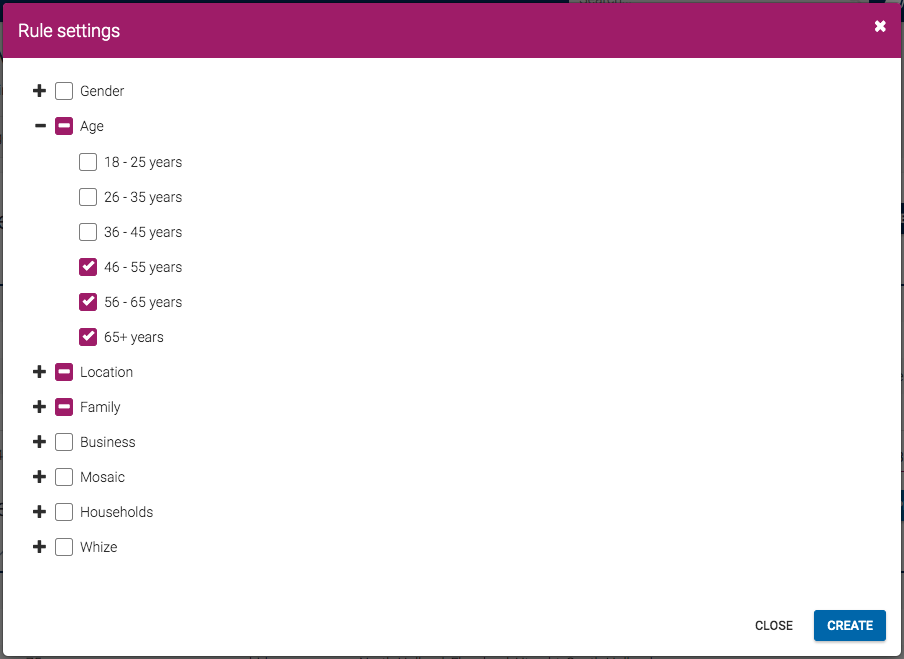 Rule settings
Gender
Age
18 - 25 years
26 - 35 years
36 - 45 years
46 - 55 years
56 - 65 years
65+ years
Location
Family
Business
Mosaic
Households
Whize
CLOSE
CREATE